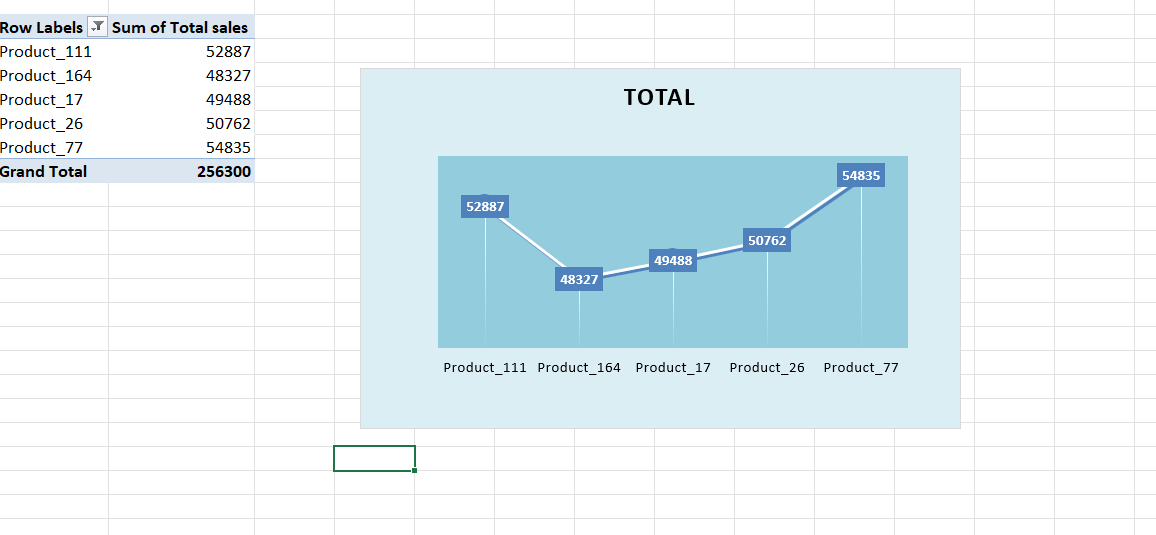 Row Labels Sum of Total sales
Product_111 52887
Product_164 48327
Product_17 49488
Product_26 50762
Product_77 54835
Grand Total 256300
TOTAL
54835
52887
50762
49488
48327
Product_111 Product_164 Product_17 Product_26 Product_77